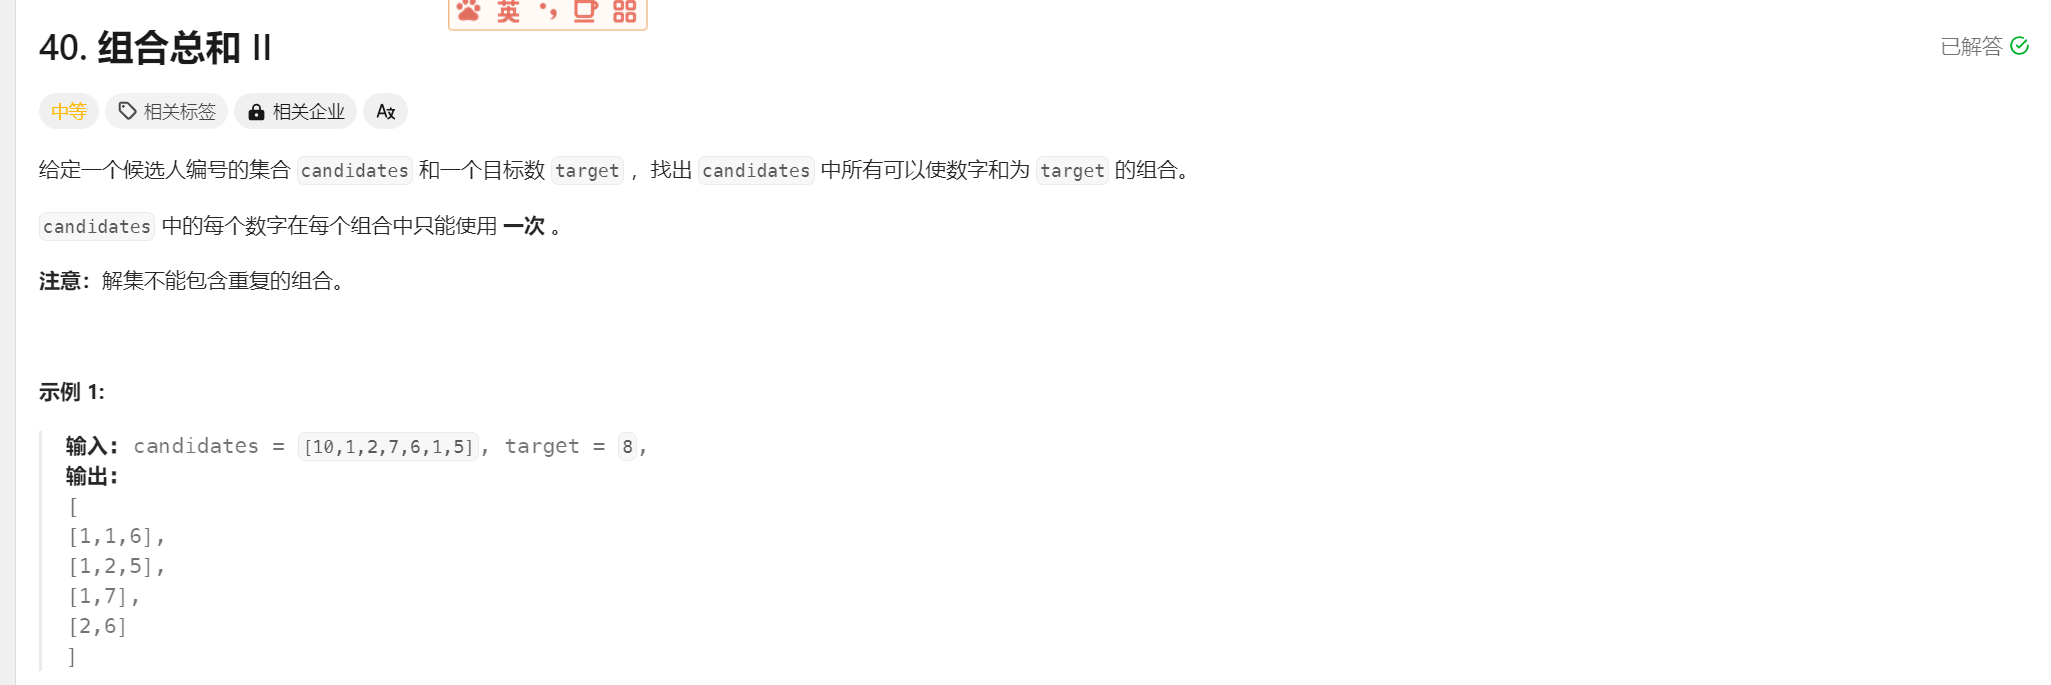 英
40. 组合总和 II
已解答
中等 相关标签 相关企业 A文
给定一个候选人编号的集合 candidates 和一个目标数 target ，找出 candidates 中所有可以使数字和为 target 的组合。
candidates 中的每个数字在每个组合中只能使用 一次 。
注意：解集不能包含重复的组合。
示例 1:
输入: candidates = [10,1,2,7,6,1,5], target = 8,
输出:
[
[1,1,6],
[1,2,5],
[1,7],
[2,6]
]